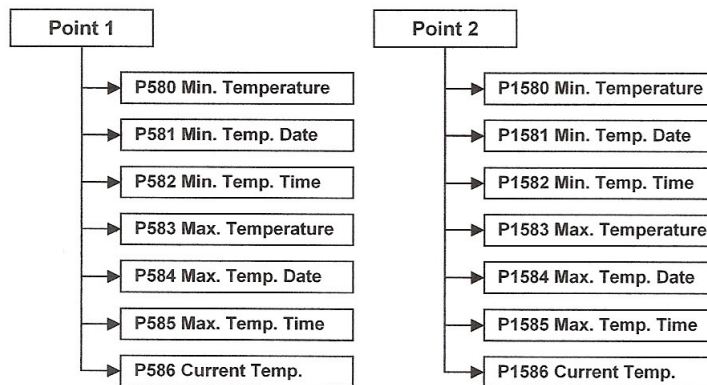 Point 1
P580 Min. Temperature
P581 Min. Temp. Date
P582 Min. Temp. Time
P583 Max. Temperature
P584 Max. Temp. Date
P585 Max. Temp. Time
P586 Current Temp.
Point 2
P1580 Min. Temperature
P1581 Min. Temp. Date
P1582 Min. Temp. Time
P1583 Max. Temperature
P1584 Max. Temp. Date
P1585 Max. Temp. Time
P1586 Current Temp.